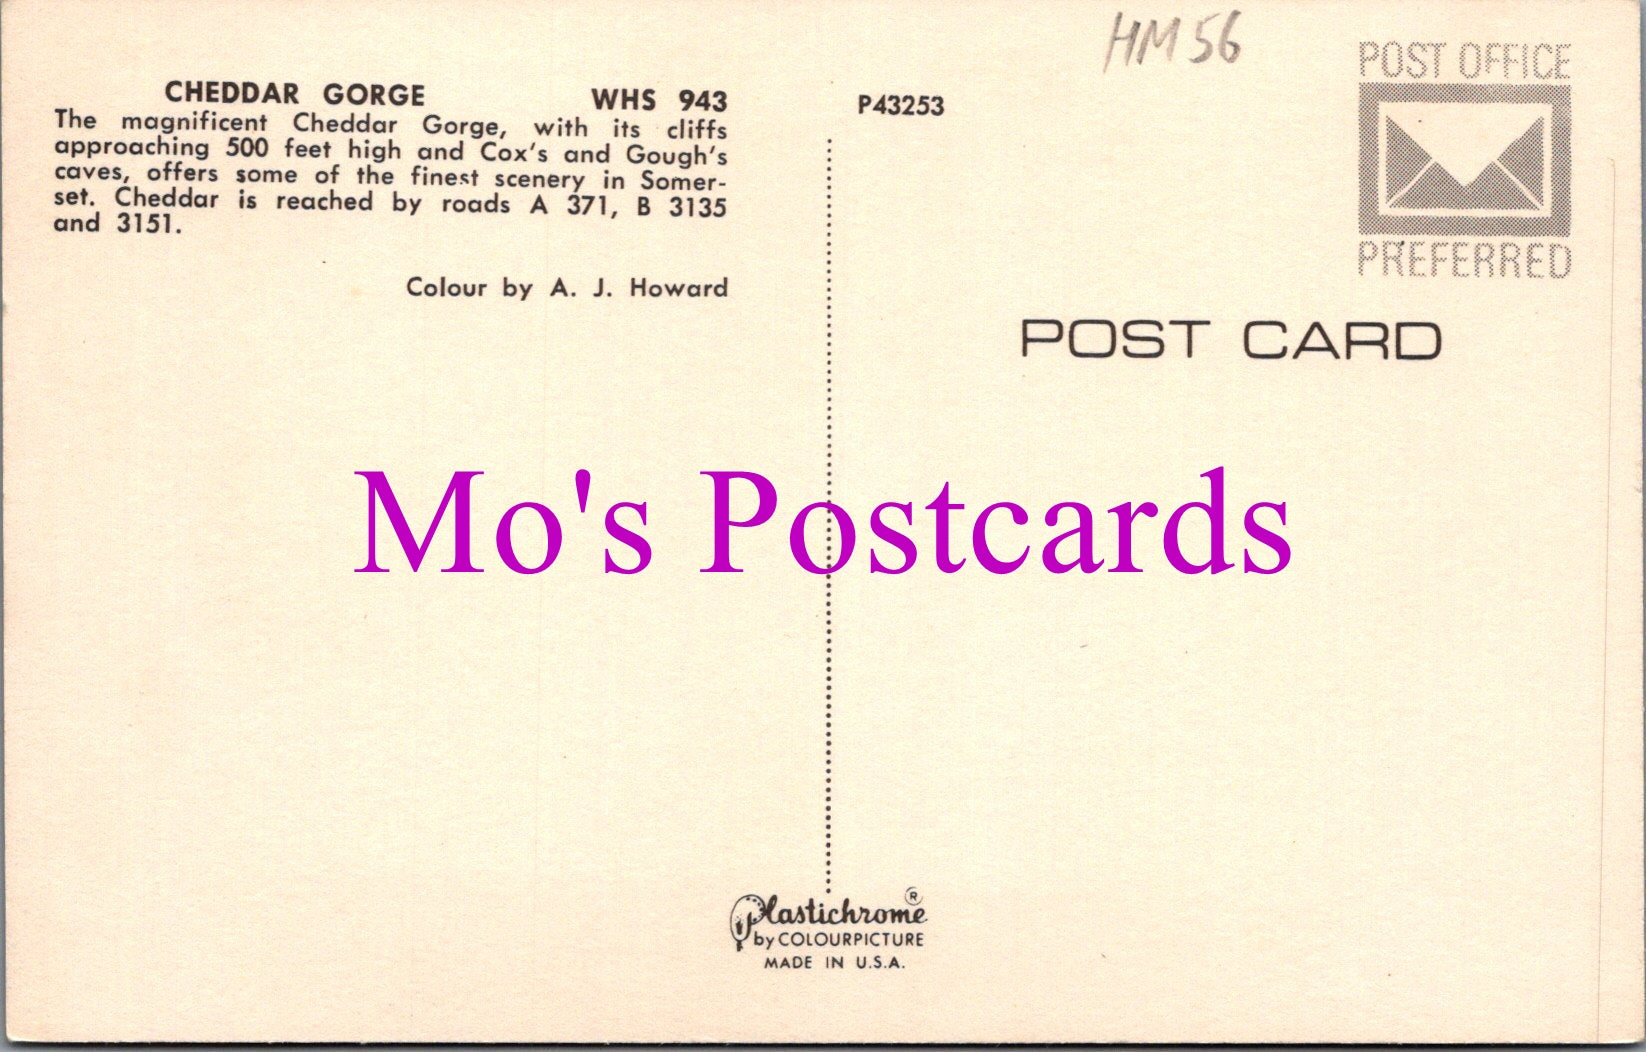 HM 56
POST OFFICE
PREFERRED
CHEDDAR GORGE WHS 943
The magnificent Cheddar Gorge, with its cliffs
approaching 500 feet high and Cox's and Gough's
caves, offers some of the finest scenery in Somer-
set. Cheddar is reached by roads A 371, B 3135
and 3151.
Colour by A. J. Howard
P43253
POST CARD
Mo's Postcards
Plastichrome ®
by COLOURPICTURE
MADE IN U.S.A.